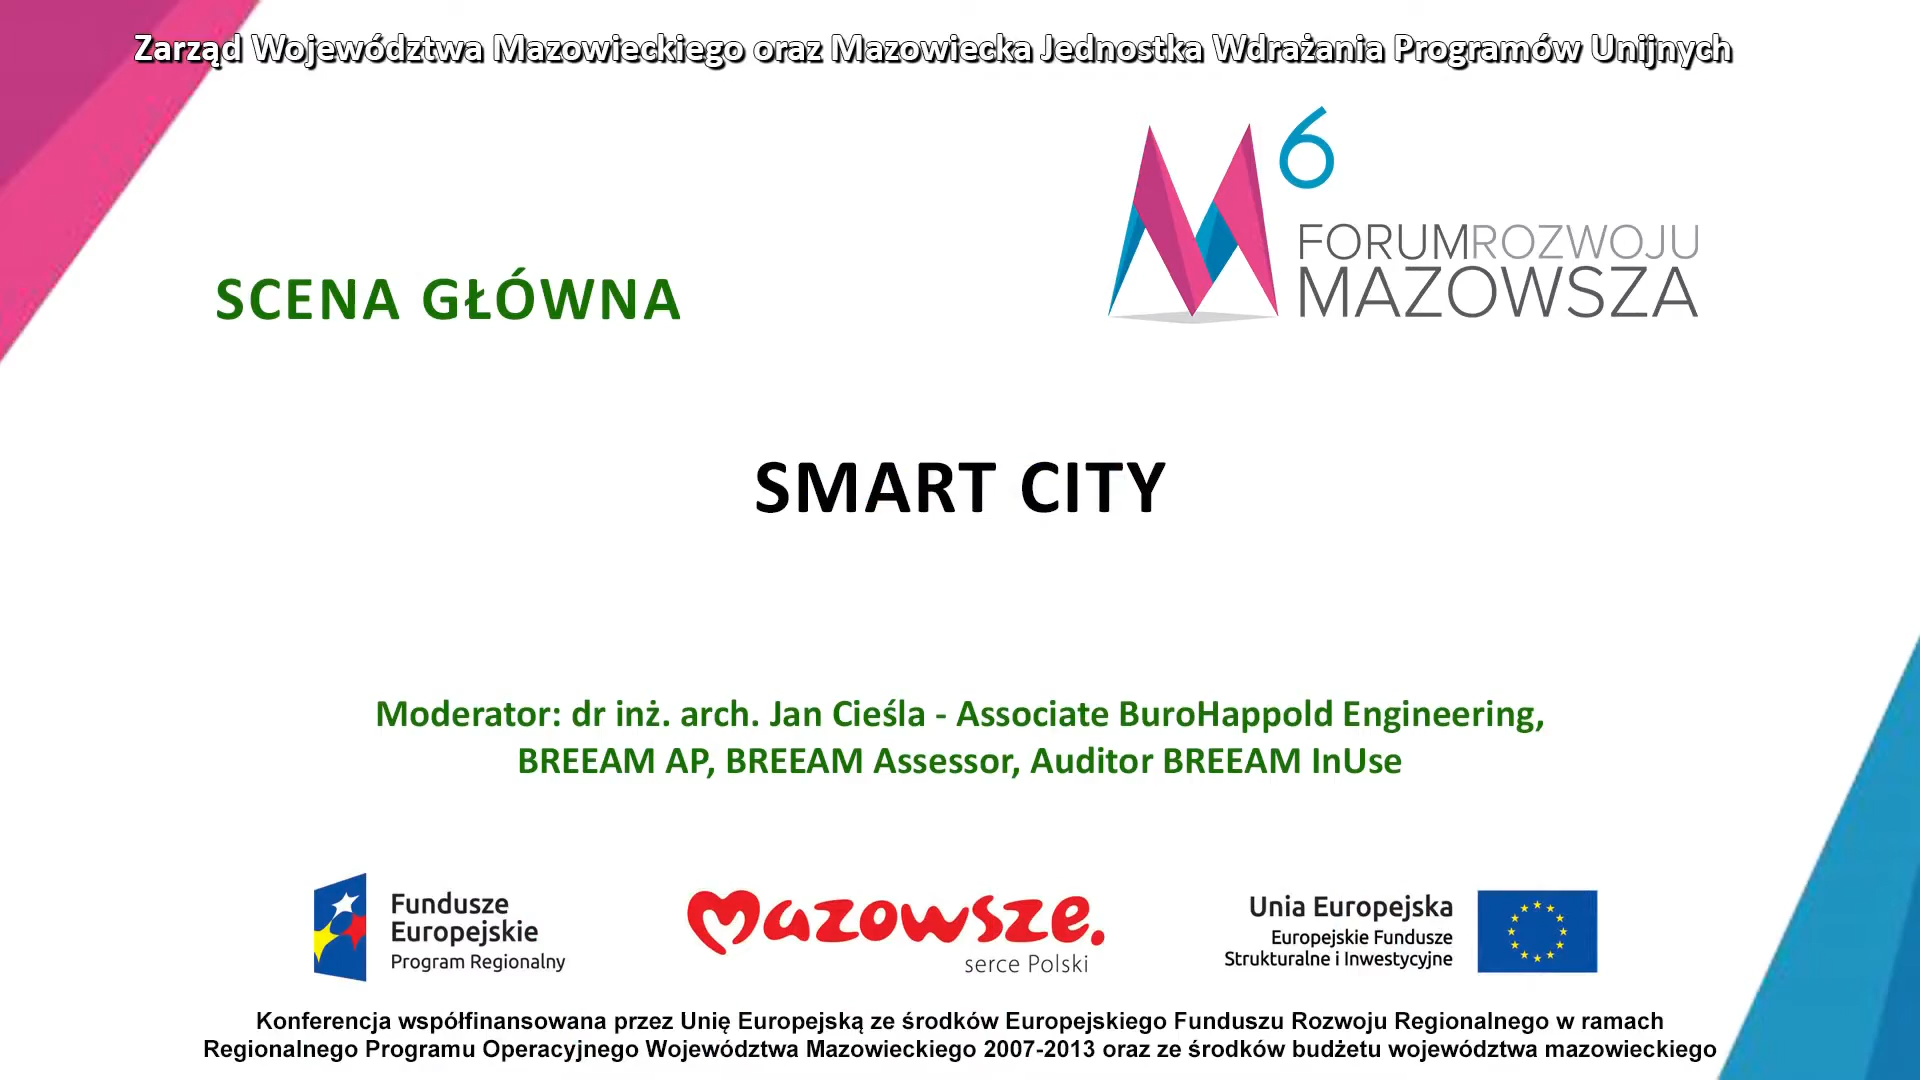 Zarząd Województwa Mazowieckiego oraz Mazowiecka Jednostka Wdrażania Programów Unijnych
6
FORUMROZWOJU
MAZOWSZA
SCENA GŁÓWNA
SMART CITY
Moderator: dr inż. arch. Jan Cieśla - Associate BuroHappold Engineering,
BREEAM AP, BREEAM Assessor, Auditor BREEAM InUse
Fundusze
Europejskie
Program Regionalny
mazowsze.
serce Polski
Unia Europejska
Europejskie Fundusze
Strukturalne i Inwestycyjne
Konferencja współfinansowana przez Unię Europejską ze środków Europejskiego Funduszu Rozwoju Regionalnego w ramach
Regionalnego Programu Operacyjnego Województwa Mazowieckiego 2007-2013 oraz ze środków budżetu województwa mazowieckiego